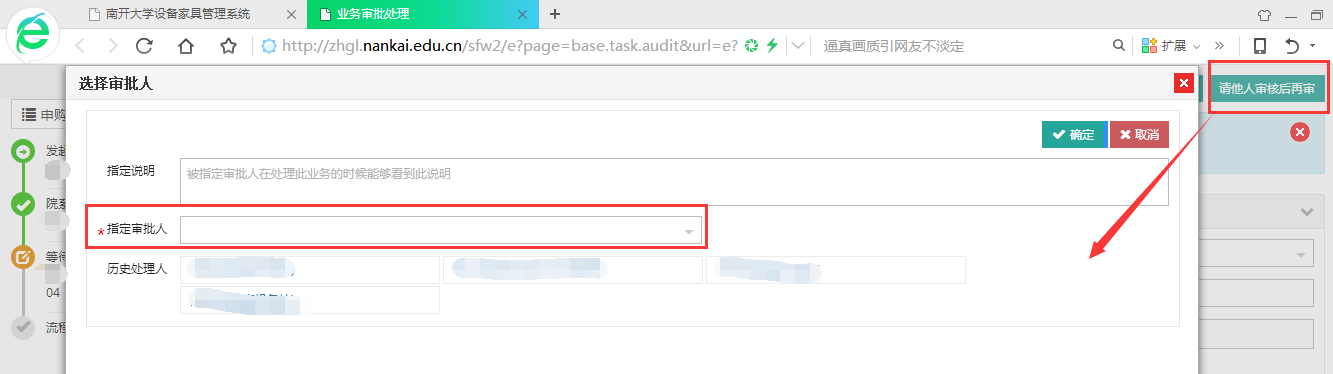 南开大学设备家具管理系统
业务审批处理
http://zhgl.nankai.edu.cn/sfw2/e?page=base.task.audit&url=e?
逼真画质引网友不淡定
扩展
选择审批人
请他人审核后再审
申购
确定
取消
发起
指定说明
被指定审批人在处理此业务的时候能够看到此说明
院系
*指定审批人
等待
历史处理人
04
流程